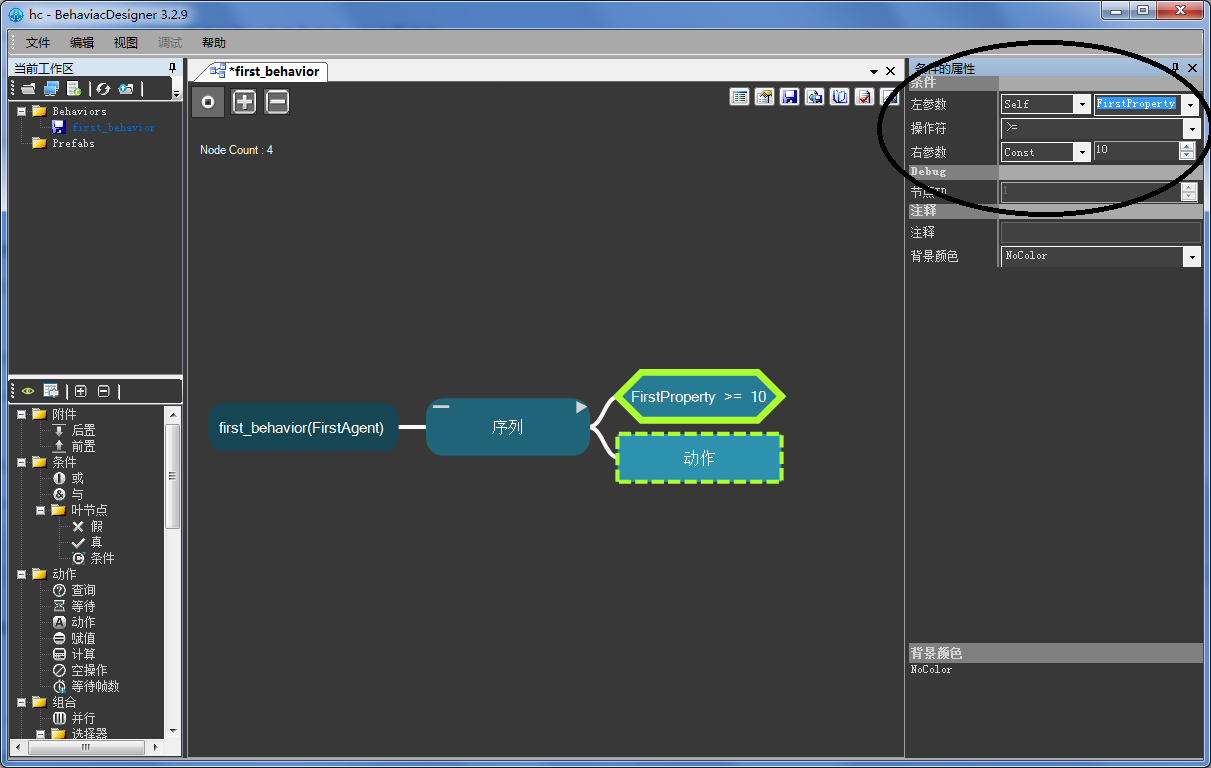 hc - BehaviacDesigner 3.2.9
文件 编辑 视图 调试 帮助
当前工作区
Behaviors
first_behavior
Prefabs
附件
后置
前置
条件
或
与
叶节点
假
真
条件
动作
查询
等待
动作
赋值
计算
空操作
等待帧数
组合
并行
选择器
*first_behavior
Node Count : 4
first_behavior(FirstAgent)
序列
FirstProperty >= 10
动作
条件的属性
条件
左参数 Self FirstProperty
操作符 >=
右参数 Const 10
Debug
节点ID 1
注释
注释
背景颜色 NoColor
背景颜色
NoColor